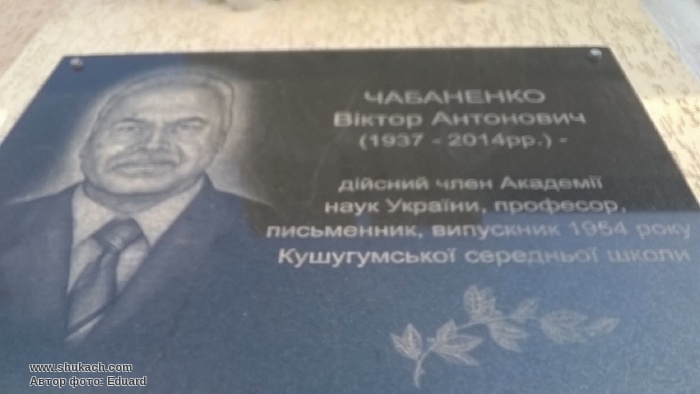 ЧАБАНЕНКО
Віктор Антонович
(1937 - 2014рр.) -
дійсний член Академії
наук України, професор,
письменник, випускник 1954 року
Кушугумської середньої школи
www.shukach.com
Автор фото: Eduard